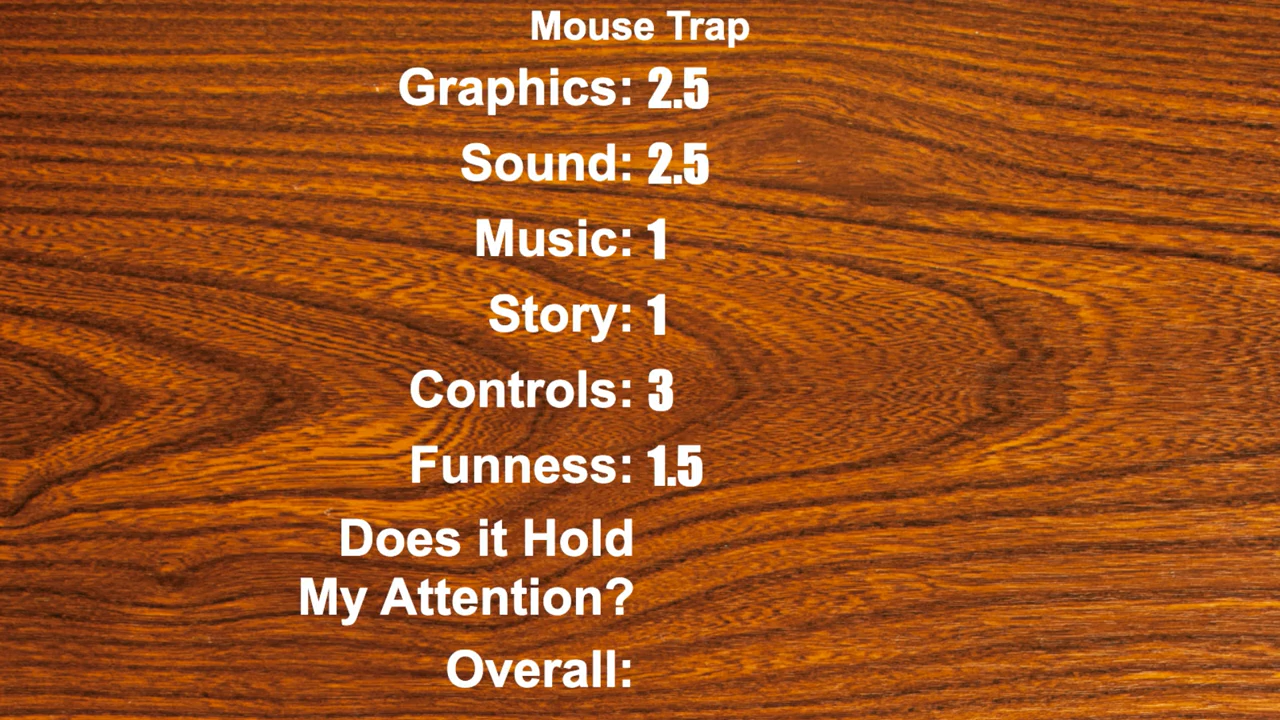 Mouse Trap
Graphics: 2.5
Sound: 2.5
Music: 1
Story: 1
Controls: 3
Funness: 1.5
Does it Hold
My Attention?
Overall: